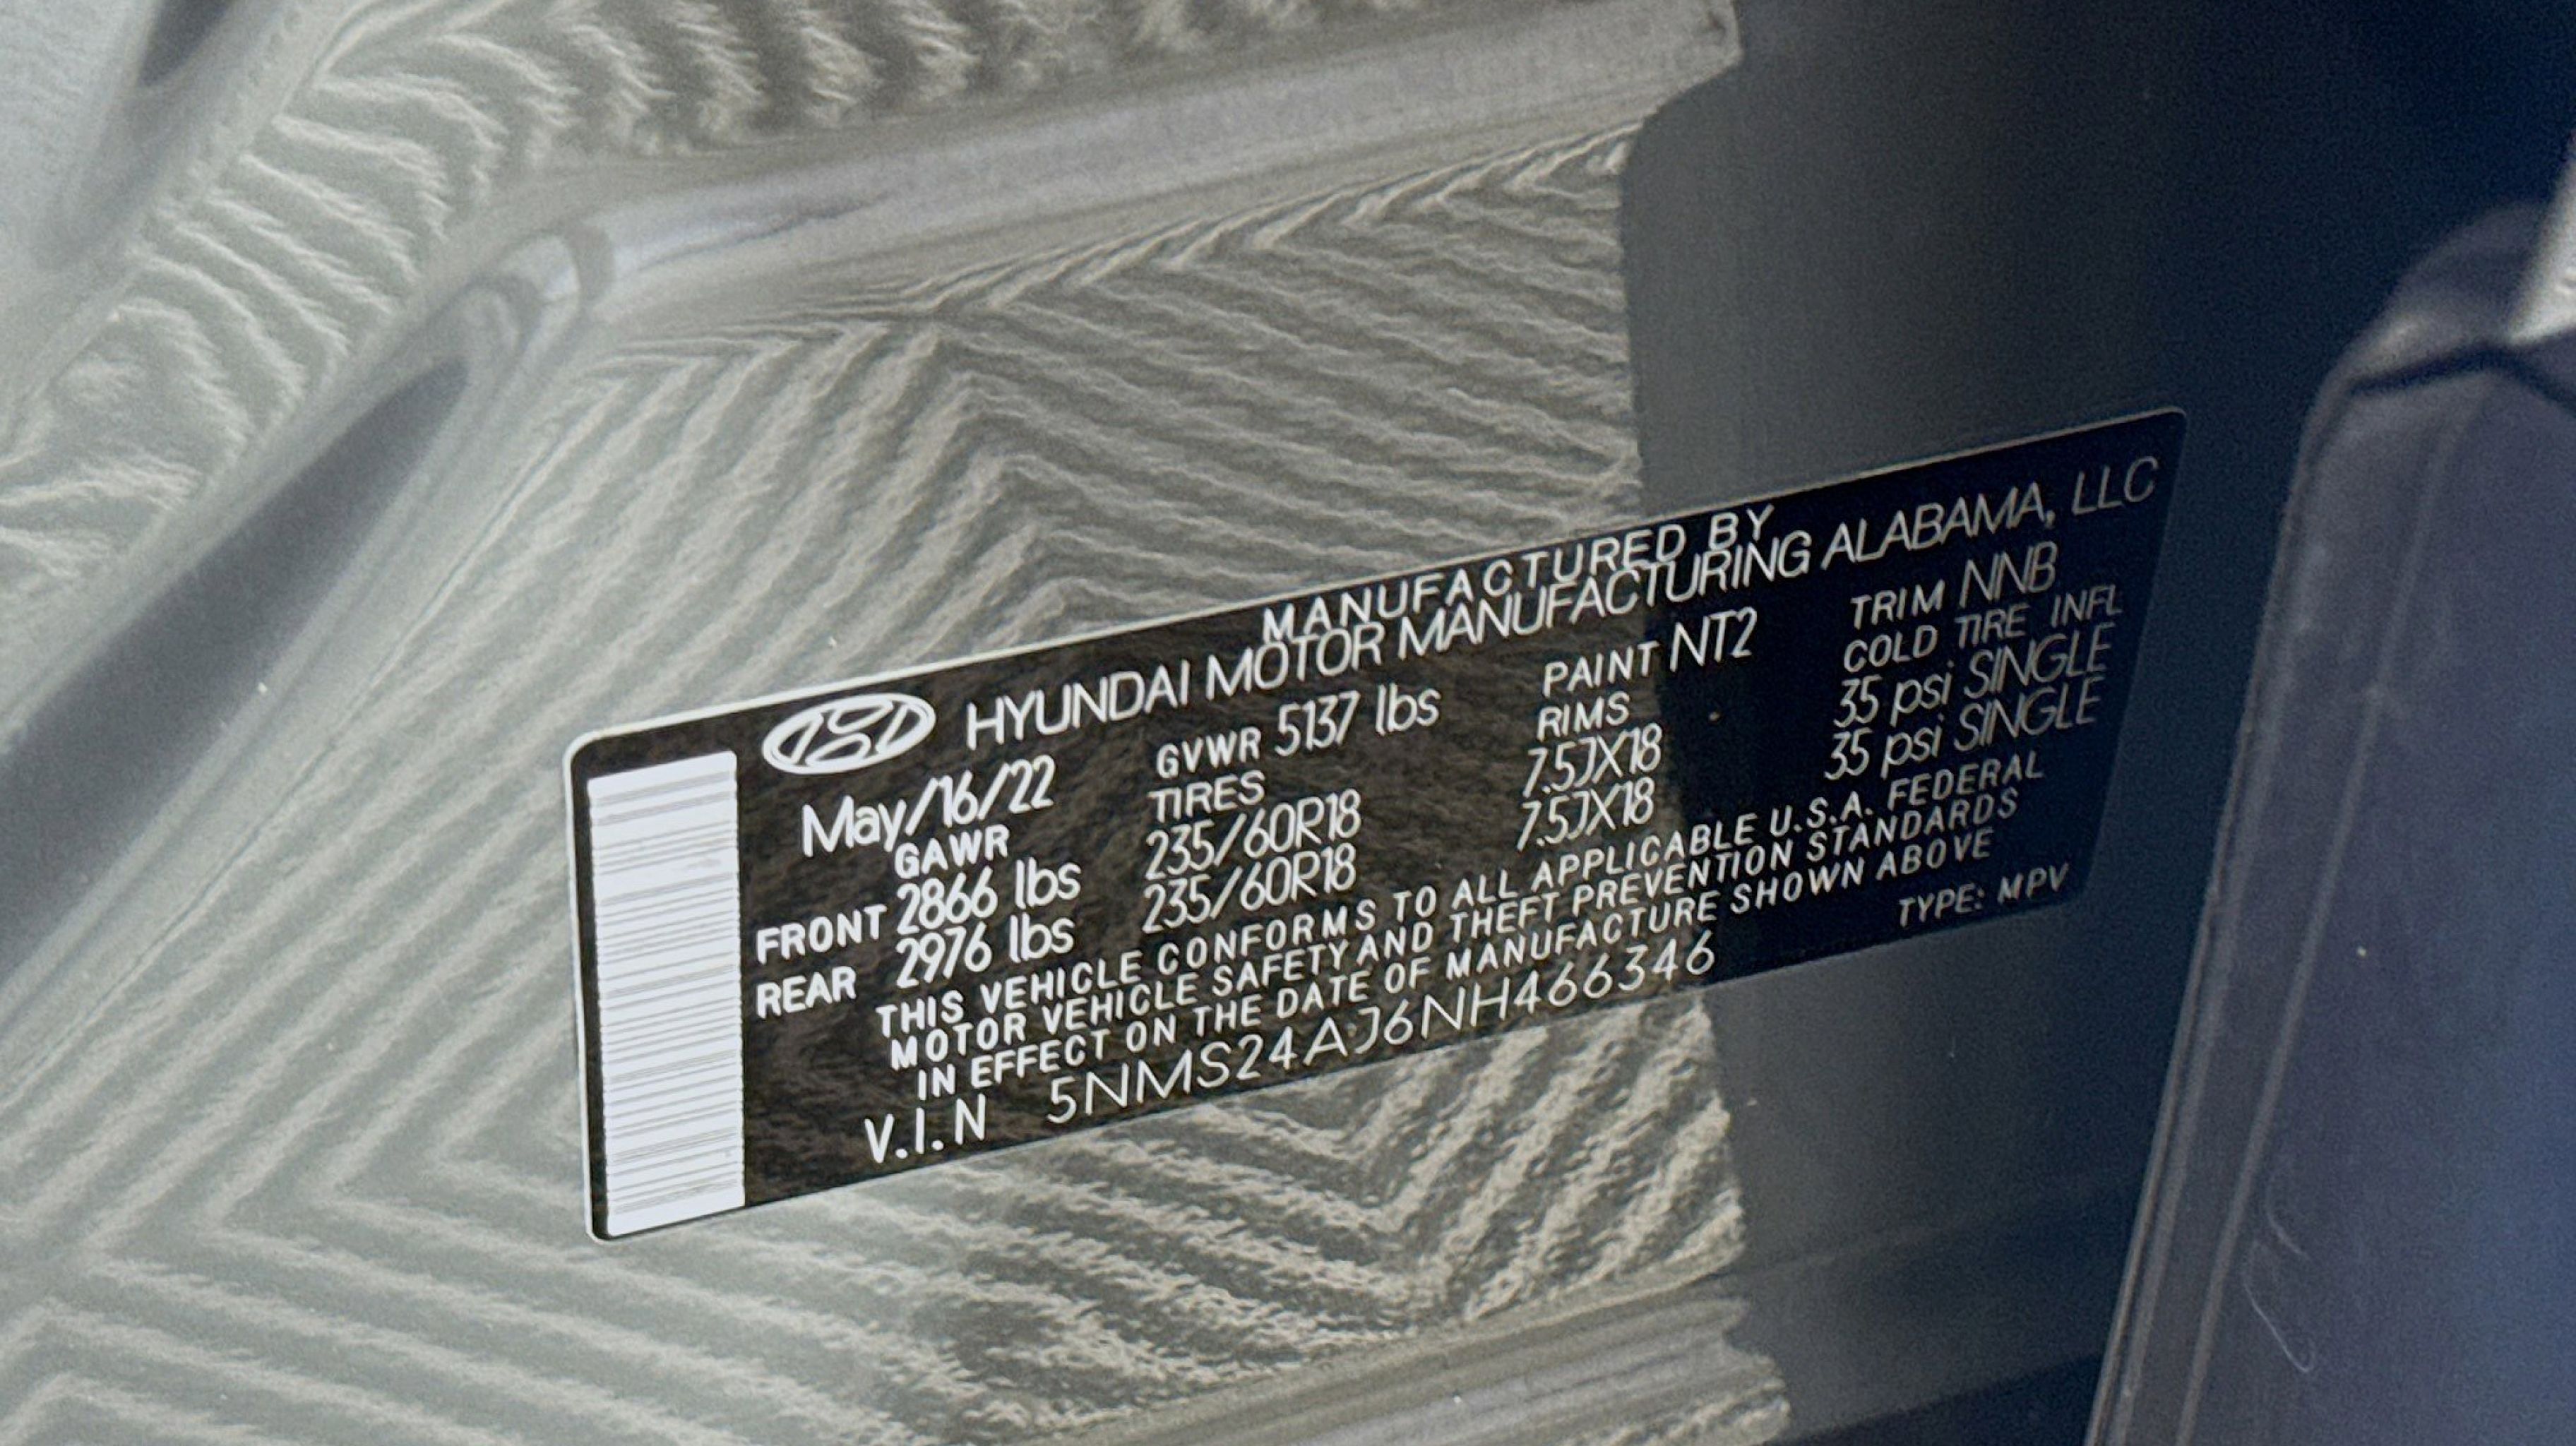 MANUFACTURED BY
HYUNDAI MOTOR MANUFACTURING ALABAMA, LLC
May/16/22 GVWR 5137 lbs PAINT NT2 TRIM NNB
GAWR TIRES RIMS COLD TIRE INFL
FRONT 2866 lbs 235/60R18 7.5JX18 35 psi SINGLE
REAR 2976 lbs 235/60R18 7.5JX18 35 psi SINGLE
THIS VEHICLE CONFORMS TO ALL APPLICABLE U.S.A. FEDERAL
MOTOR VEHICLE SAFETY AND THEFT PREVENTION STANDARDS
IN EFFECT ON THE DATE OF MANUFACTURE SHOWN ABOVE
V.I.N 5NMS24AJ6NH466346 TYPE: MPV